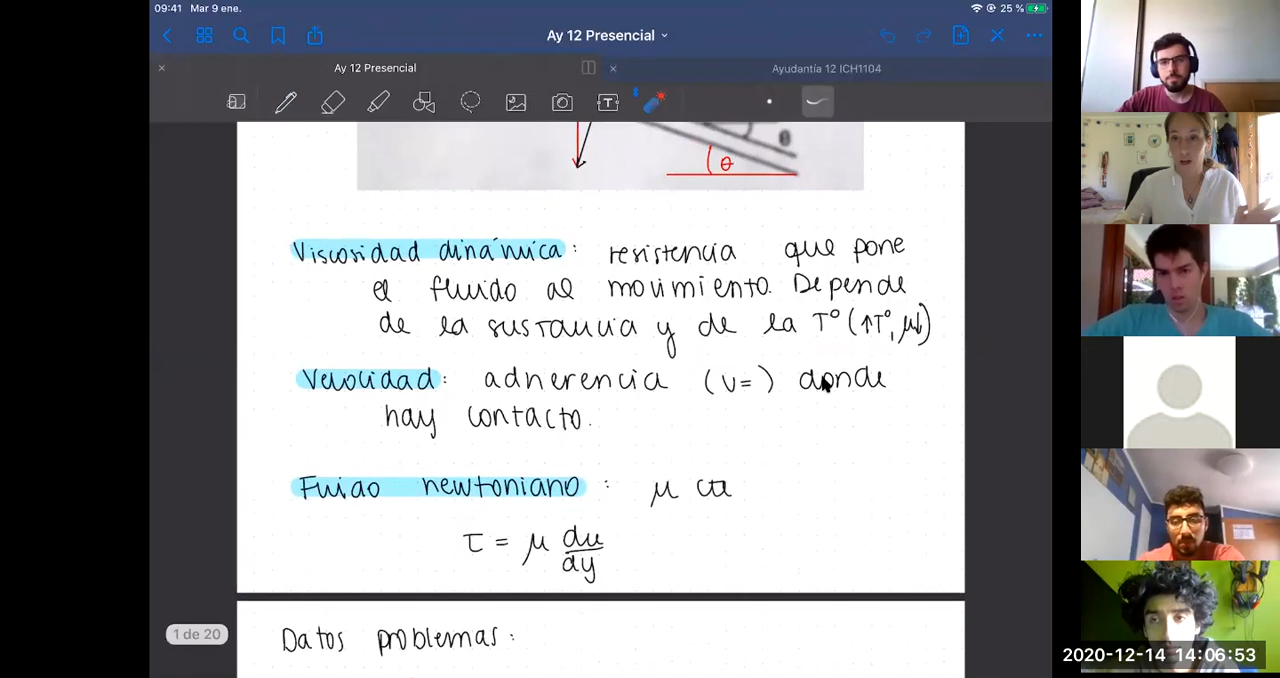 09:41 Mar 9 ene. 25 %
Ay 12 Presencial
Ay 12 Presencial Ayudantía 12 ICH1104
T
θ
θ
Viscosidad dinámica: resistencia que pone
el fluido al movimiento. Depende
de la sustancia y de la Tº (↑Tº, μ↓)
Velocidad: adherencia (v= ) donde
hay contacto.
Fluido newtoniano: μ cte
τ = μ du/dy
1 de 20
Datos problemas:
2020-12-14 14:06:53